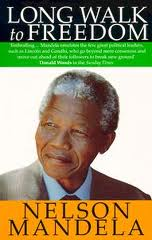 LONG WALK
to FREEDOM
'Enthralling... Mandela emulates the few great political leaders,
such as Lincoln and Gandhi, who go beyond mere consensus and
move out ahead of their followers to break new ground'
Donald Woods in the Sunday Times
NELSON
MANDELA